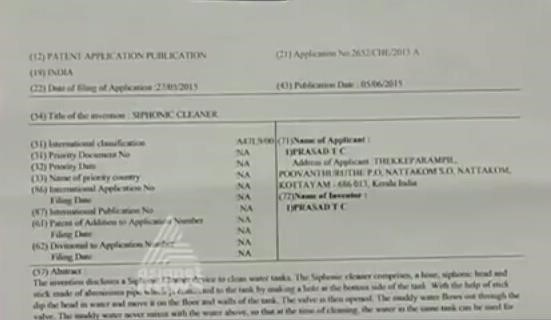 (12) PATENT APPLICATION PUBLICATION
(21) Application No.2652/CHE/2015 A
(19) INDIA
(22) Date of filing of Application :27/05/2015
(43) Publication Date : 05/06/2015
(54) Title of the invention : SIPHONIC CLEANER
(51) International classification :A47L9/00
(31) Priority Document No :NA
(32) Priority Date :NA
(33) Name of priority country :NA
(86) International Application No :NA
Filing Date :NA
(87) International Publication No : NA
(61) Patent of Addition to Application Number :NA
Filing Date :NA
(62) Divisional to Application Number :NA
Filing Date :NA
(71)Name of Applicant :
1)PRASAD T C
Address of Applicant :THEKKEPARAMPIL,
POOVANTHURUTHE P.O, NATTAKOM S.O, NATTAKOM,
KOTTAYAM - 686 013, Kerala India
(72)Name of Inventor :
1)PRASAD T C
(57) Abstract :
The invention discloses a Siphonic Cleaner device to clean water tanks. The Siphonic cleaner comprises, a hose, siphonic head and
stick made of aluminium pipe which is connected to the tank by making a hole at the bottom side of the tank. With the help of stick
dip the head in water and move it on the floor and walls of the tank. The valve is then opened. The muddy water flows out through the
valve. The muddy water never mixes with the water above, so that at the time of cleaning, the water in the same tank can be used for
asianet